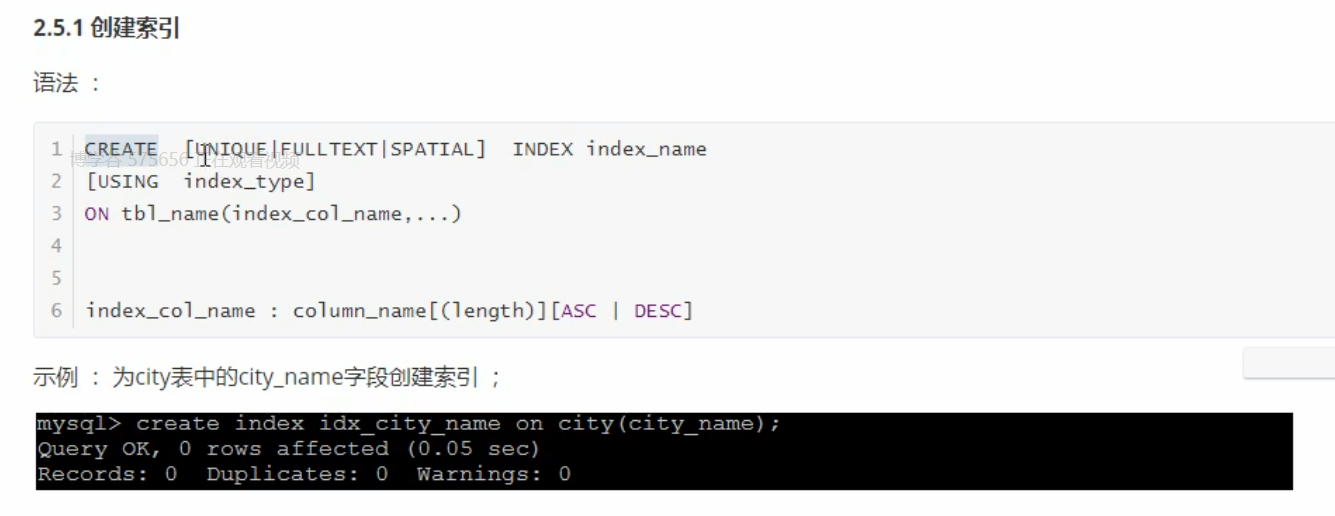 2.5.1 创建索引
语法 ：
1 CREATE [UNIQUE|FULLTEXT|SPATIAL] INDEX index_name
博学谷 575656 正在观看视频
2 [USING index_type]
3 ON tbl_name(index_col_name,...)
4
5
6 index_col_name : column_name[(length)][ASC | DESC]
示例 ： 为city表中的city_name字段创建索引 ；
mysql> create index idx_city_name on city(city_name);
Query OK, 0 rows affected (0.05 sec)
Records: 0 Duplicates: 0 Warnings: 0